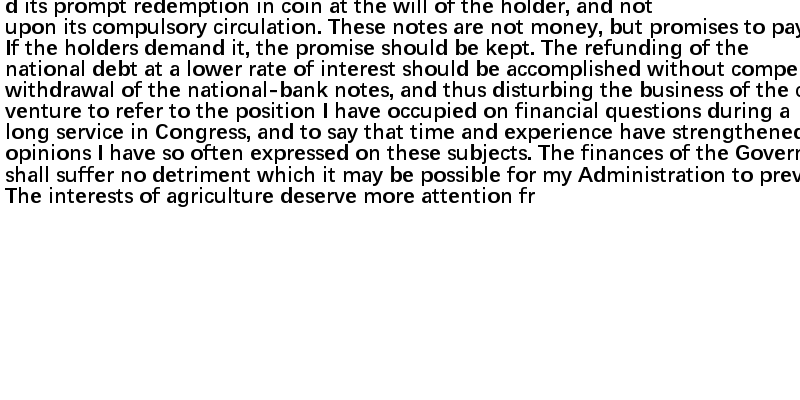 d its prompt redemption in coin at the will of the holder, and not
upon its compulsory circulation. These notes are not money, but promises to pay
If the holders demand it, the promise should be kept. The refunding of the
national debt at a lower rate of interest should be accomplished without compe
withdrawal of the national-bank notes, and thus disturbing the business of the c
venture to refer to the position I have occupied on financial questions during a
long service in Congress, and to say that time and experience have strengthened
opinions I have so often expressed on these subjects. The finances of the Govern
shall suffer no detriment which it may be possible for my Administration to prev
The interests of agriculture deserve more attention fr